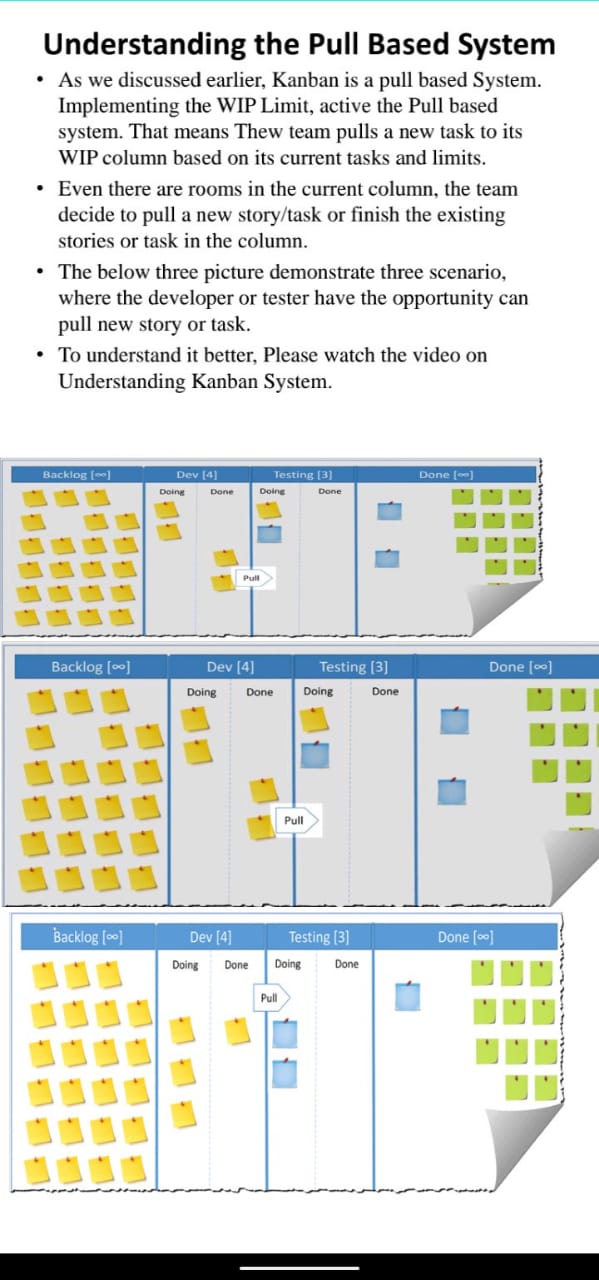 Understanding the Pull Based System
• As we discussed earlier, Kanban is a pull based System.
Implementing the WIP Limit, active the Pull based
system. That means Thew team pulls a new task to its
WIP column based on its current tasks and limits.
• Even there are rooms in the current column, the team
decide to pull a new story/task or finish the existing
stories or task in the column.
• The below three picture demonstrate three scenario,
where the developer or tester have the opportunity can
pull new story or task.
• To understand it better, Please watch the video on
Understanding Kanban System.
Backlog [∞] Dev [4] Testing [3] Done [∞]
Doing Done Doing Done
Pull
Backlog [∞] Dev [4] Testing [3] Done [∞]
Doing Done Doing Done
Pull
Backlog [∞] Dev [4] Testing [3] Done [∞]
Doing Done Doing Done
Pull